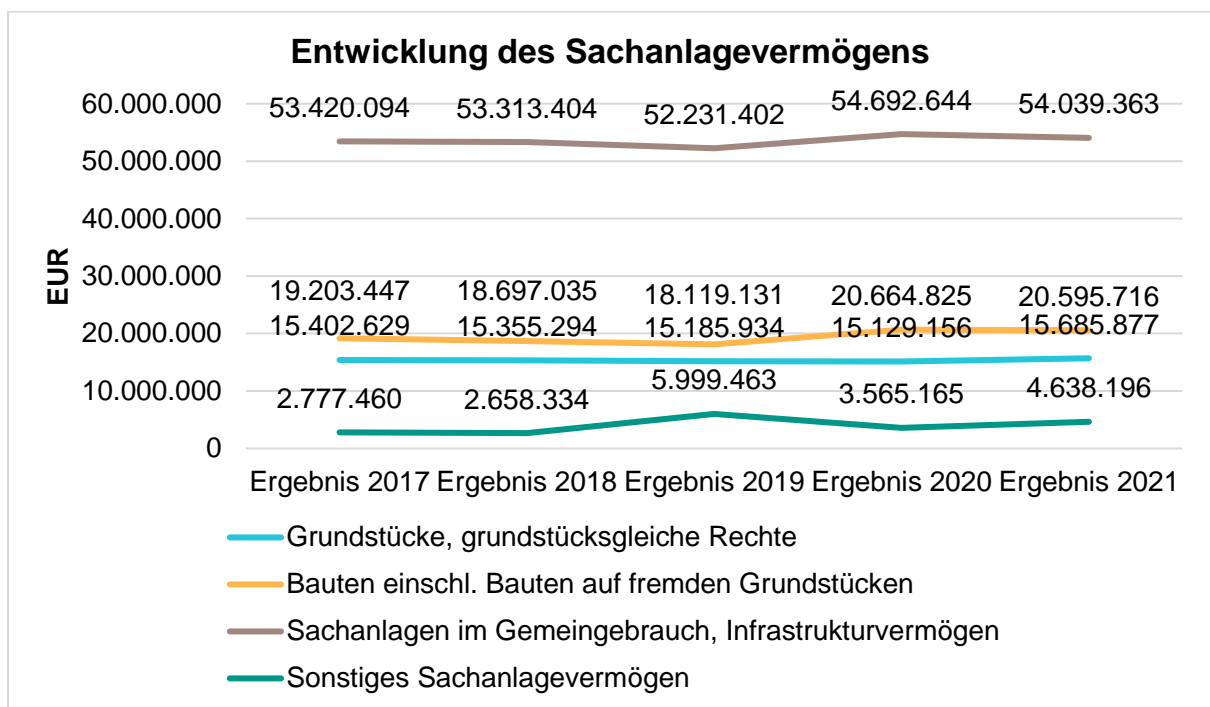 Entwicklung des Sachanlagevermögens
60.000.000
53.420.094 53.313.404 52.231.402 54.692.644 54.039.363
50.000.000
40.000.000
30.000.000
EUR
19.203.447 18.697.035 18.119.131 20.664.825 20.595.716
20.000.000
15.402.629 15.355.294 15.185.934 15.129.156 15.685.877
10.000.000
2.777.460 2.658.334 5.999.463 3.565.165 4.638.196
0
Ergebnis 2017 Ergebnis 2018 Ergebnis 2019 Ergebnis 2020 Ergebnis 2021
Grundstücke, grundstücksgleiche Rechte
Bauten einschl. Bauten auf fremden Grundstücken
Sachanlagen im Gemeingebrauch, Infrastrukturvermögen
Sonstiges Sachanlagevermögen